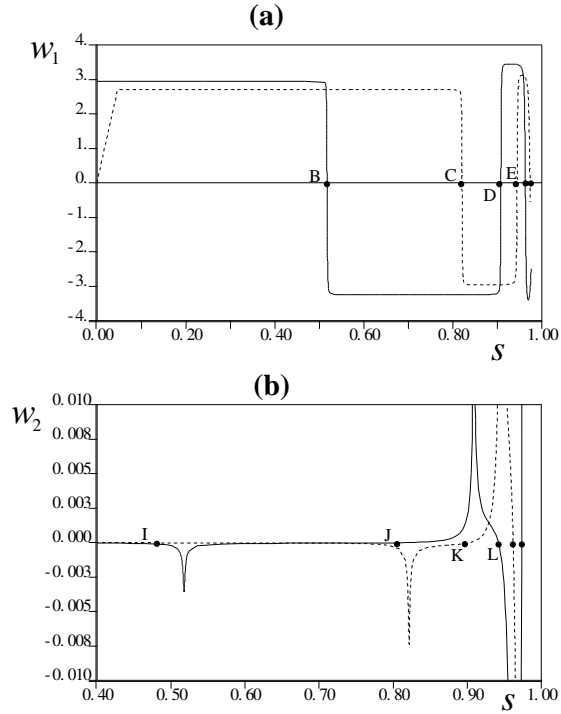 (a)
w1
4.
3.
2.
1.
0.
-1.
-2.
-3.
-4.
B
C
D
E
0.00
0.20
0.40
0.60
0.80
1.00
S
(b)
w2
0.010
0.008
0.005
0.003
0.000
-0.003
-0.005
-0.008
-0.010
I
J
K
L
0.40
0.50
0.60
0.70
0.80
0.90
1.00
S